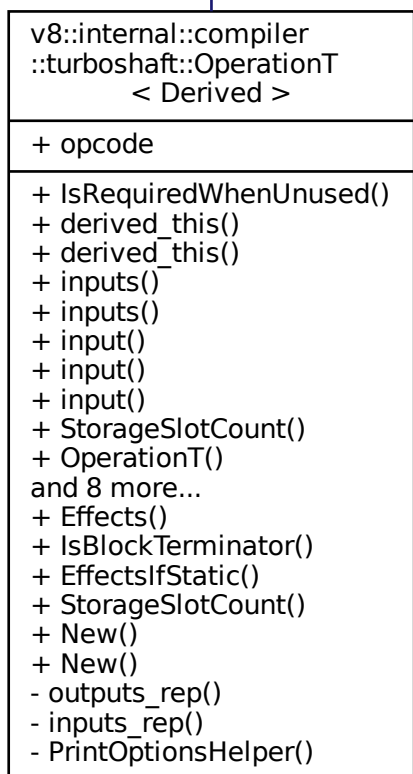 v8::internal::compiler
::turboshaft::OperationT
< Derived >
+ opcode
+ IsRequiredWhenUnused()
+ derived_this()
+ derived_this()
+ inputs()
+ inputs()
+ input()
+ input()
+ input()
+ StorageSlotCount()
+ OperationT()
and 8 more...
+ Effects()
+ IsBlockTerminator()
+ EffectsIfStatic()
+ StorageSlotCount()
+ New()
+ New()
- outputs_rep()
- inputs_rep()
- PrintOptionsHelper()